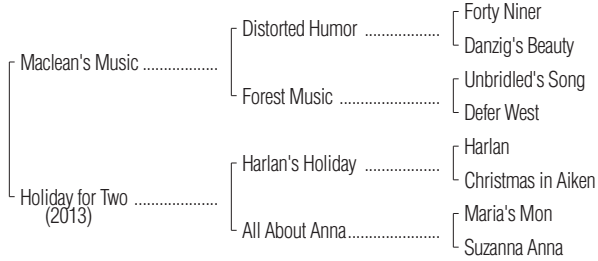 Forty Niner
Distorted Humor ..................
Danzig's Beauty
Maclean's Music ..................
Unbridled's Song
Forest Music ........................
Defer West
Harlan
Harlan's Holiday ..................
Christmas in Aiken
Holiday for Two ....................
(2013)
Maria's Mon
All About Anna......................
Suzanna Anna